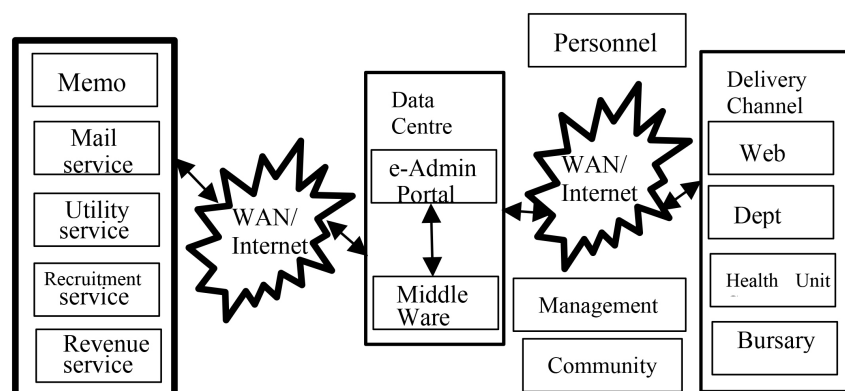 Memo
Mail
service
Utility
service
Recruitment
service
Revenue
service
WAN/
Internet
Data
Centre
e-Admin
Portal
Middle
Ware
Personnel
WAN/
Internet
Management
Community
Delivery
Channel
Web
Dept
Health Unit
Bursary